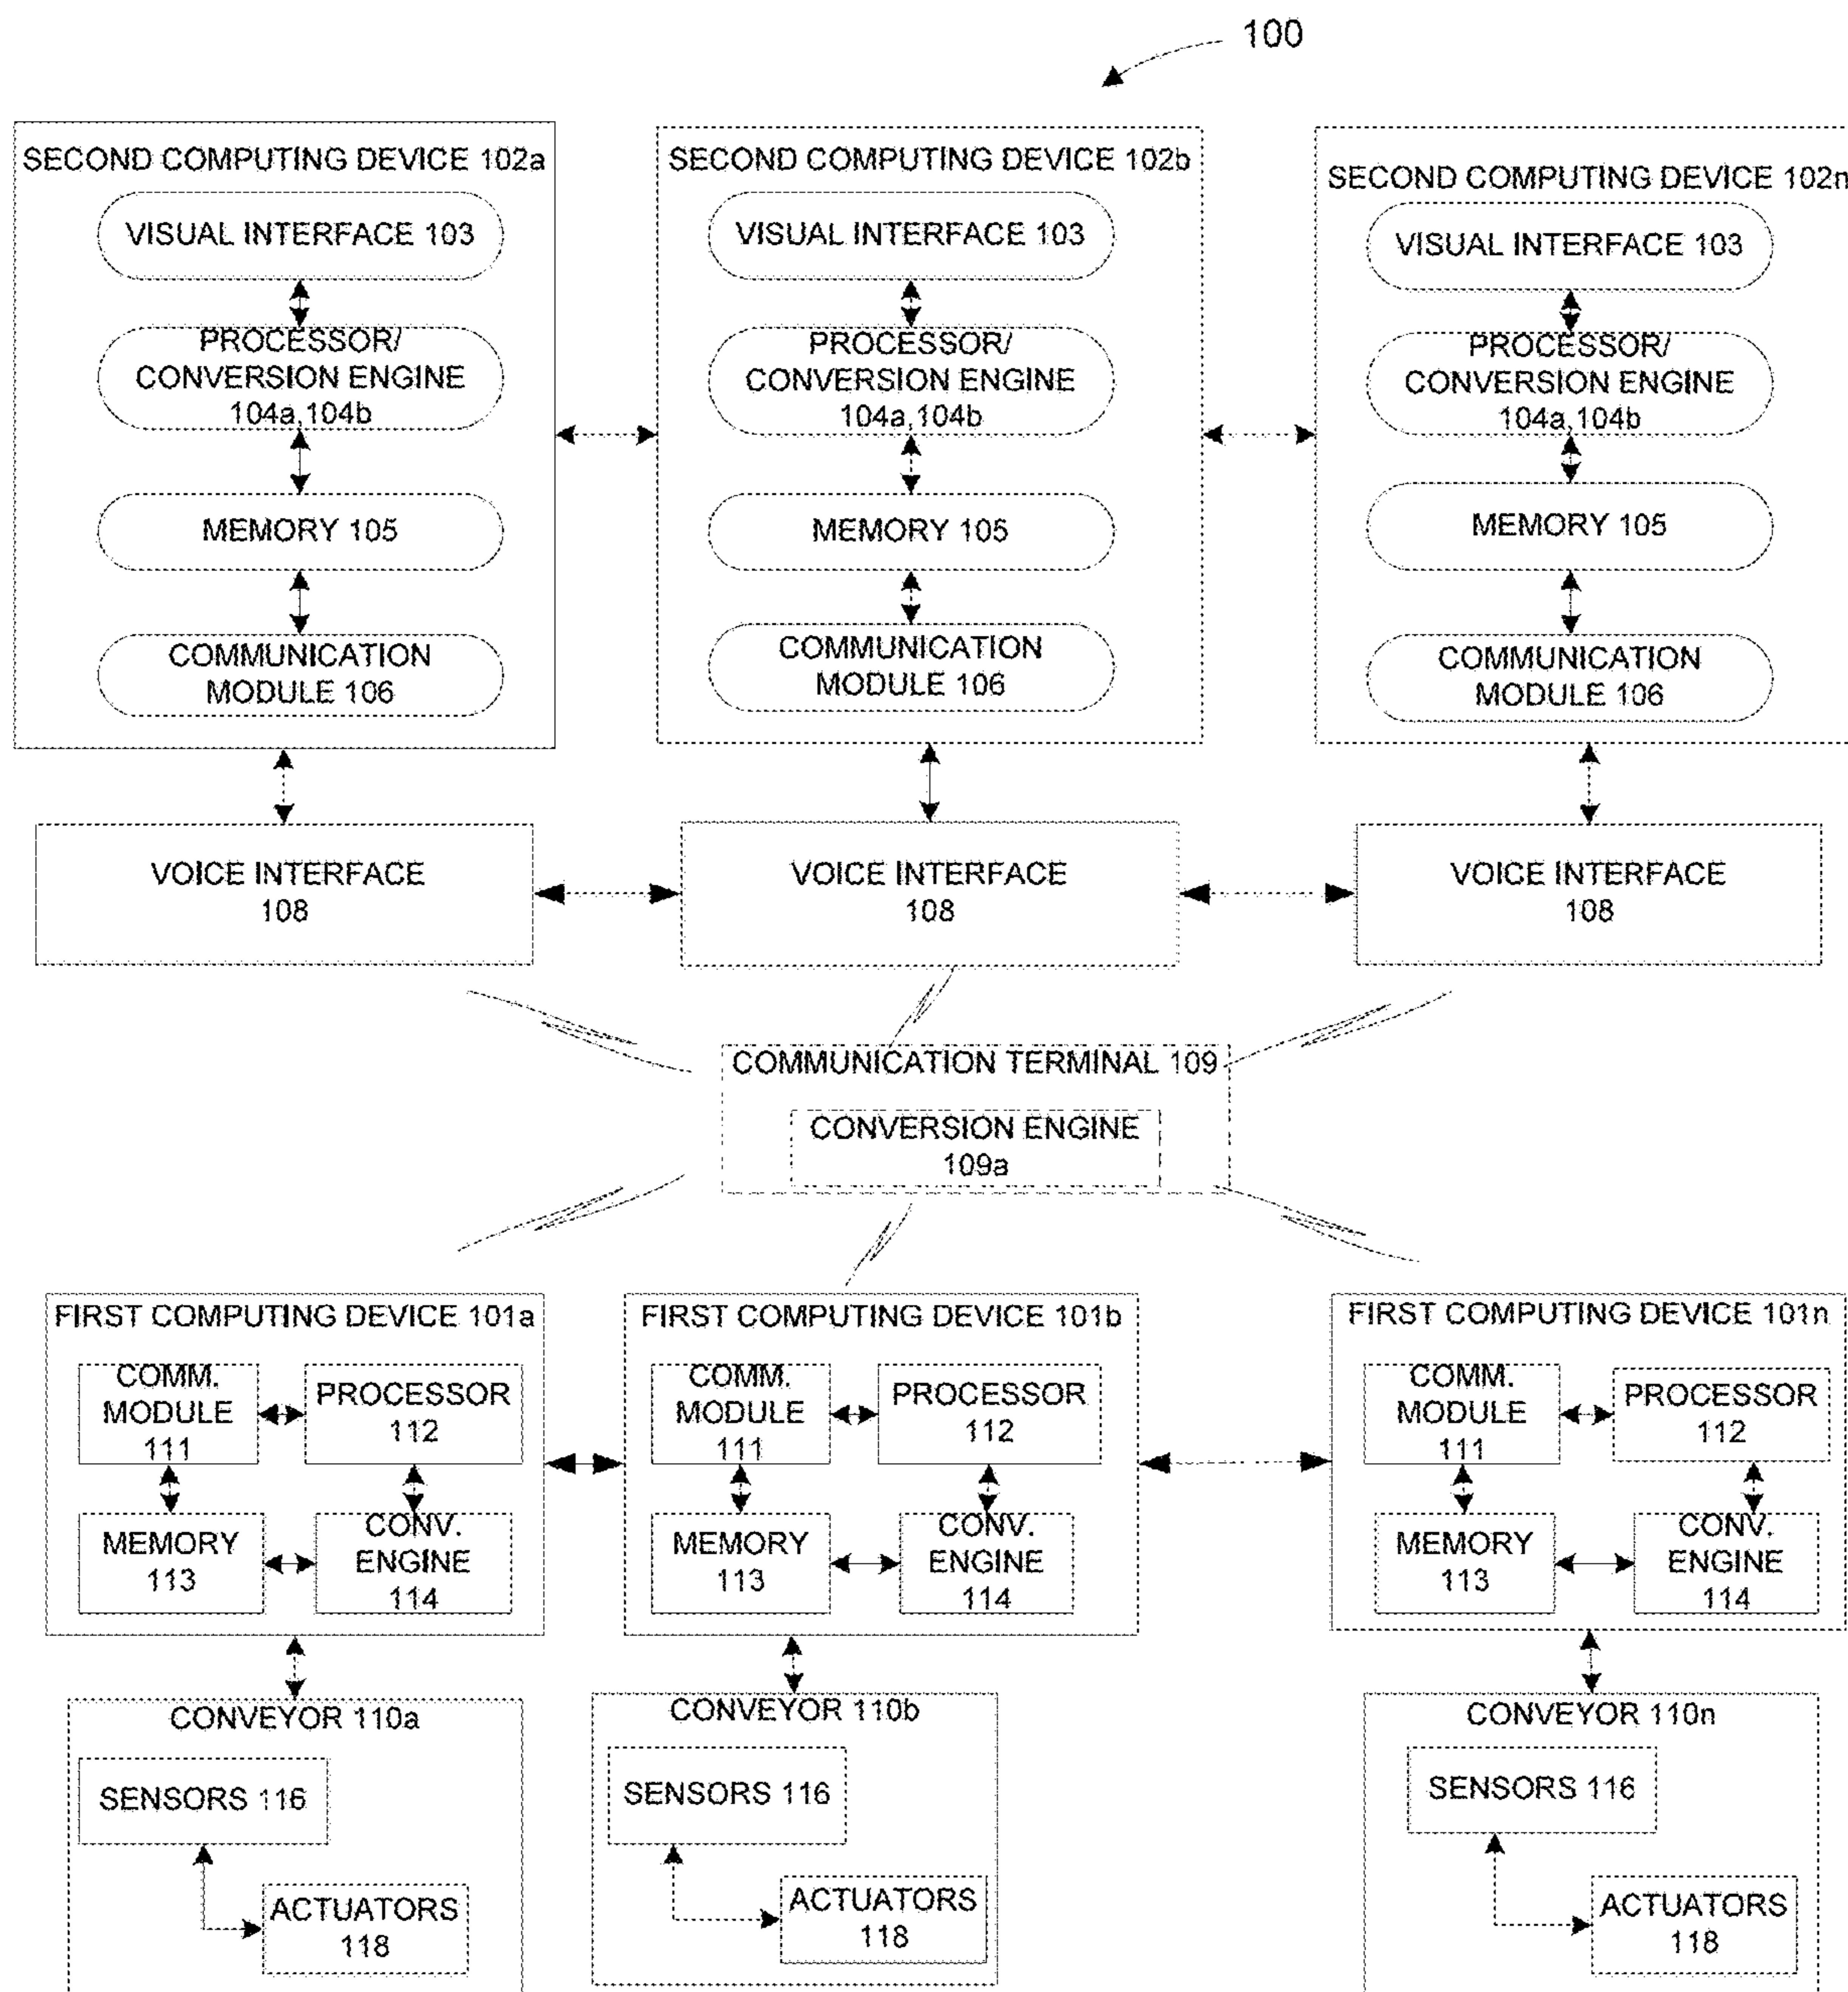 100
SECOND COMPUTING DEVICE 102a
VISUAL INTERFACE 103
PROCESSOR/
CONVERSION ENGINE
104a,104b
MEMORY 105
COMMUNICATION
MODULE 106
SECOND COMPUTING DEVICE 102b
VISUAL INTERFACE 103
PROCESSOR/
CONVERSION ENGINE
104a,104b
MEMORY 105
COMMUNICATION
MODULE 106
SECOND COMPUTING DEVICE 102n
VISUAL INTERFACE 103
PROCESSOR/
CONVERSION ENGINE
104a,104b
MEMORY 105
COMMUNICATION
MODULE 106
VOICE INTERFACE
108
VOICE INTERFACE
108
VOICE INTERFACE
108
COMMUNICATION TERMINAL 109
CONVERSION ENGINE
109a
FIRST COMPUTING DEVICE 101a
COMM.
MODULE
111
PROCESSOR
112
MEMORY
113
CONV.
ENGINE
114
FIRST COMPUTING DEVICE 101b
COMM.
MODULE
111
PROCESSOR
112
MEMORY
113
CONV.
ENGINE
114
FIRST COMPUTING DEVICE 101n
COMM.
MODULE
111
PROCESSOR
112
MEMORY
113
CONV.
ENGINE
114
CONVEYOR 110a
SENSORS 116
ACTUATORS
118
CONVEYOR 110b
SENSORS 116
ACTUATORS
118
CONVEYOR 110n
SENSORS 116
ACTUATORS
118